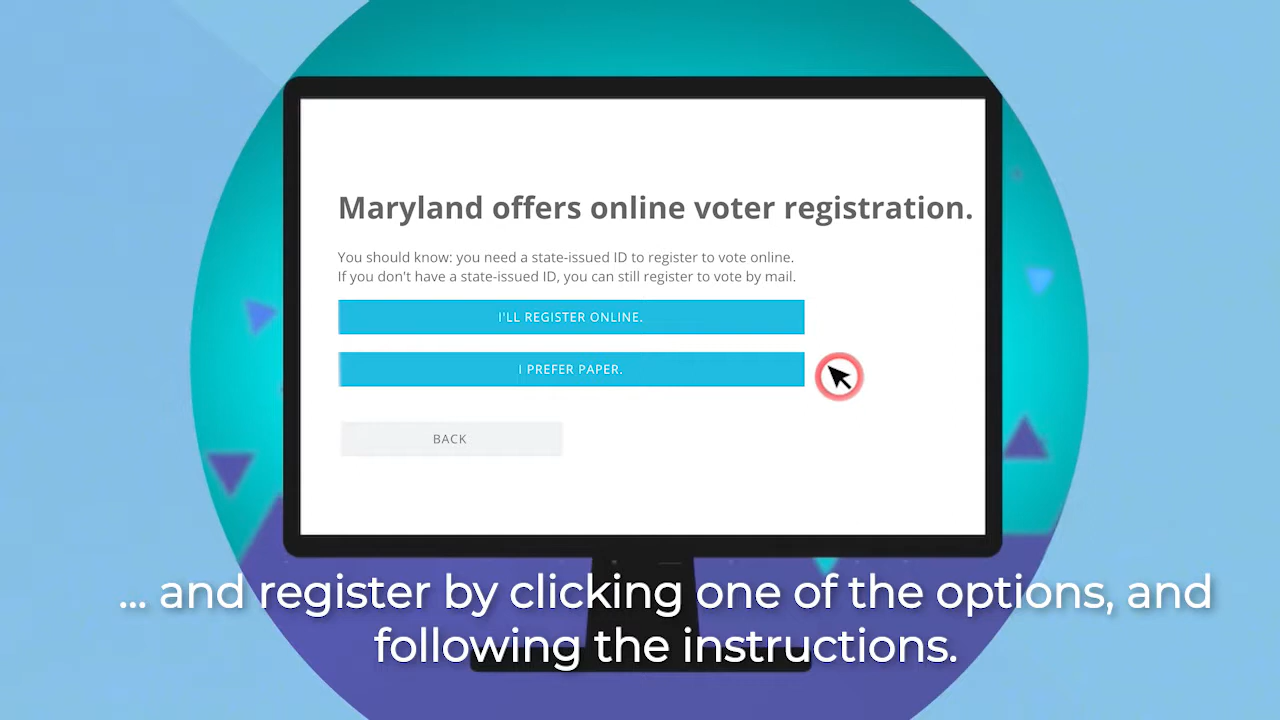 Maryland offers online voter registration.
You should know: you need a state-issued ID to register to vote online.
If you don't have a state-issued ID, you can still register to vote by mail.
I'LL REGISTER ONLINE.
I PREFER PAPER.
BACK
... and register by clicking one of the options, and
following the instructions.